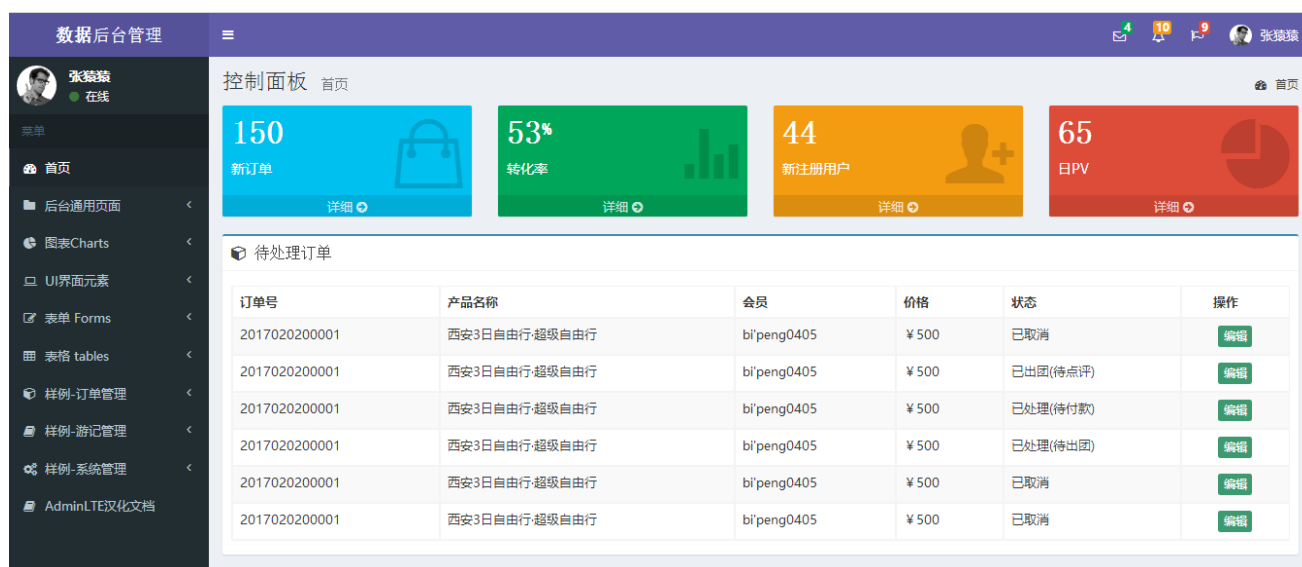 数据后台管理
4 10 9 张猿猿
张猿猿
在线
菜单
首页
后台通用页面
图表Charts
UI界面元素
表单 Forms
表格 tables
样例-订单管理
样例-游记管理
样例-系统管理
AdminLTE汉化文档
控制面板 首页
首页
150
新订单
详细
53%
转化率
详细
44
新注册用户
详细
65
日PV
详细
待处理订单
订单号 产品名称 会员 价格 状态 操作
2017020200001 西安3日自由行·超级自由行 bi'peng0405 ¥500 已取消 编辑
2017020200001 西安3日自由行·超级自由行 bi'peng0405 ¥500 已出团(待点评) 编辑
2017020200001 西安3日自由行·超级自由行 bi'peng0405 ¥500 已处理(待付款) 编辑
2017020200001 西安3日自由行·超级自由行 bi'peng0405 ¥500 已处理(待出团) 编辑
2017020200001 西安3日自由行·超级自由行 bi'peng0405 ¥500 已取消 编辑
2017020200001 西安3日自由行·超级自由行 bi'peng0405 ¥500 已取消 编辑